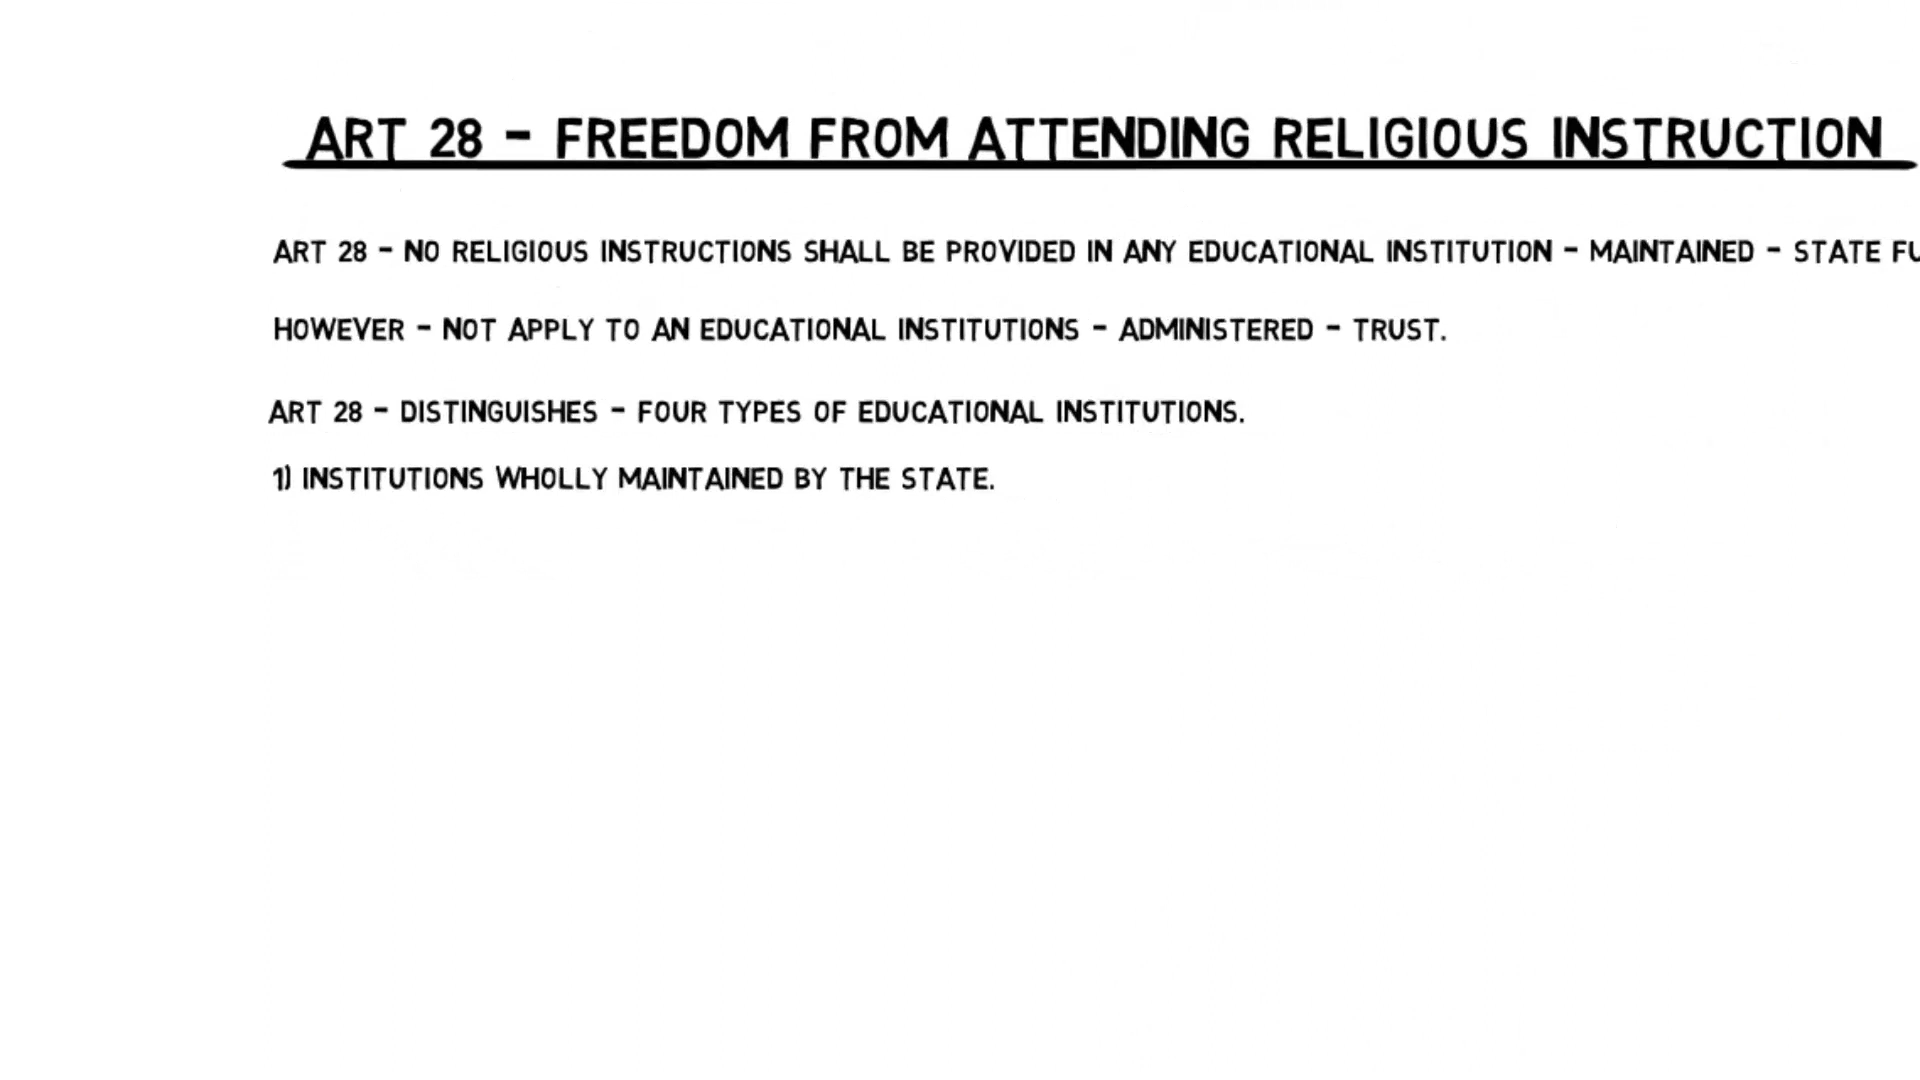 ART 28 - FREEDOM FROM ATTENDING RELIGIOUS INSTRUCTION
ART 28 - NO RELIGIOUS INSTRUCTIONS SHALL BE PROVIDED IN ANY EDUCATIONAL INSTITUTION - MAINTAINED - STATE
HOWEVER - NOT APPLY TO AN EDUCATIONAL INSTITUTIONS - ADMINISTERED - TRUST.
ART 28 - DISTINGUISHES - FOUR TYPES OF EDUCATIONAL INSTITUTIONS.
1) INSTITUTIONS WHOLLY MAINTAINED BY THE STATE.